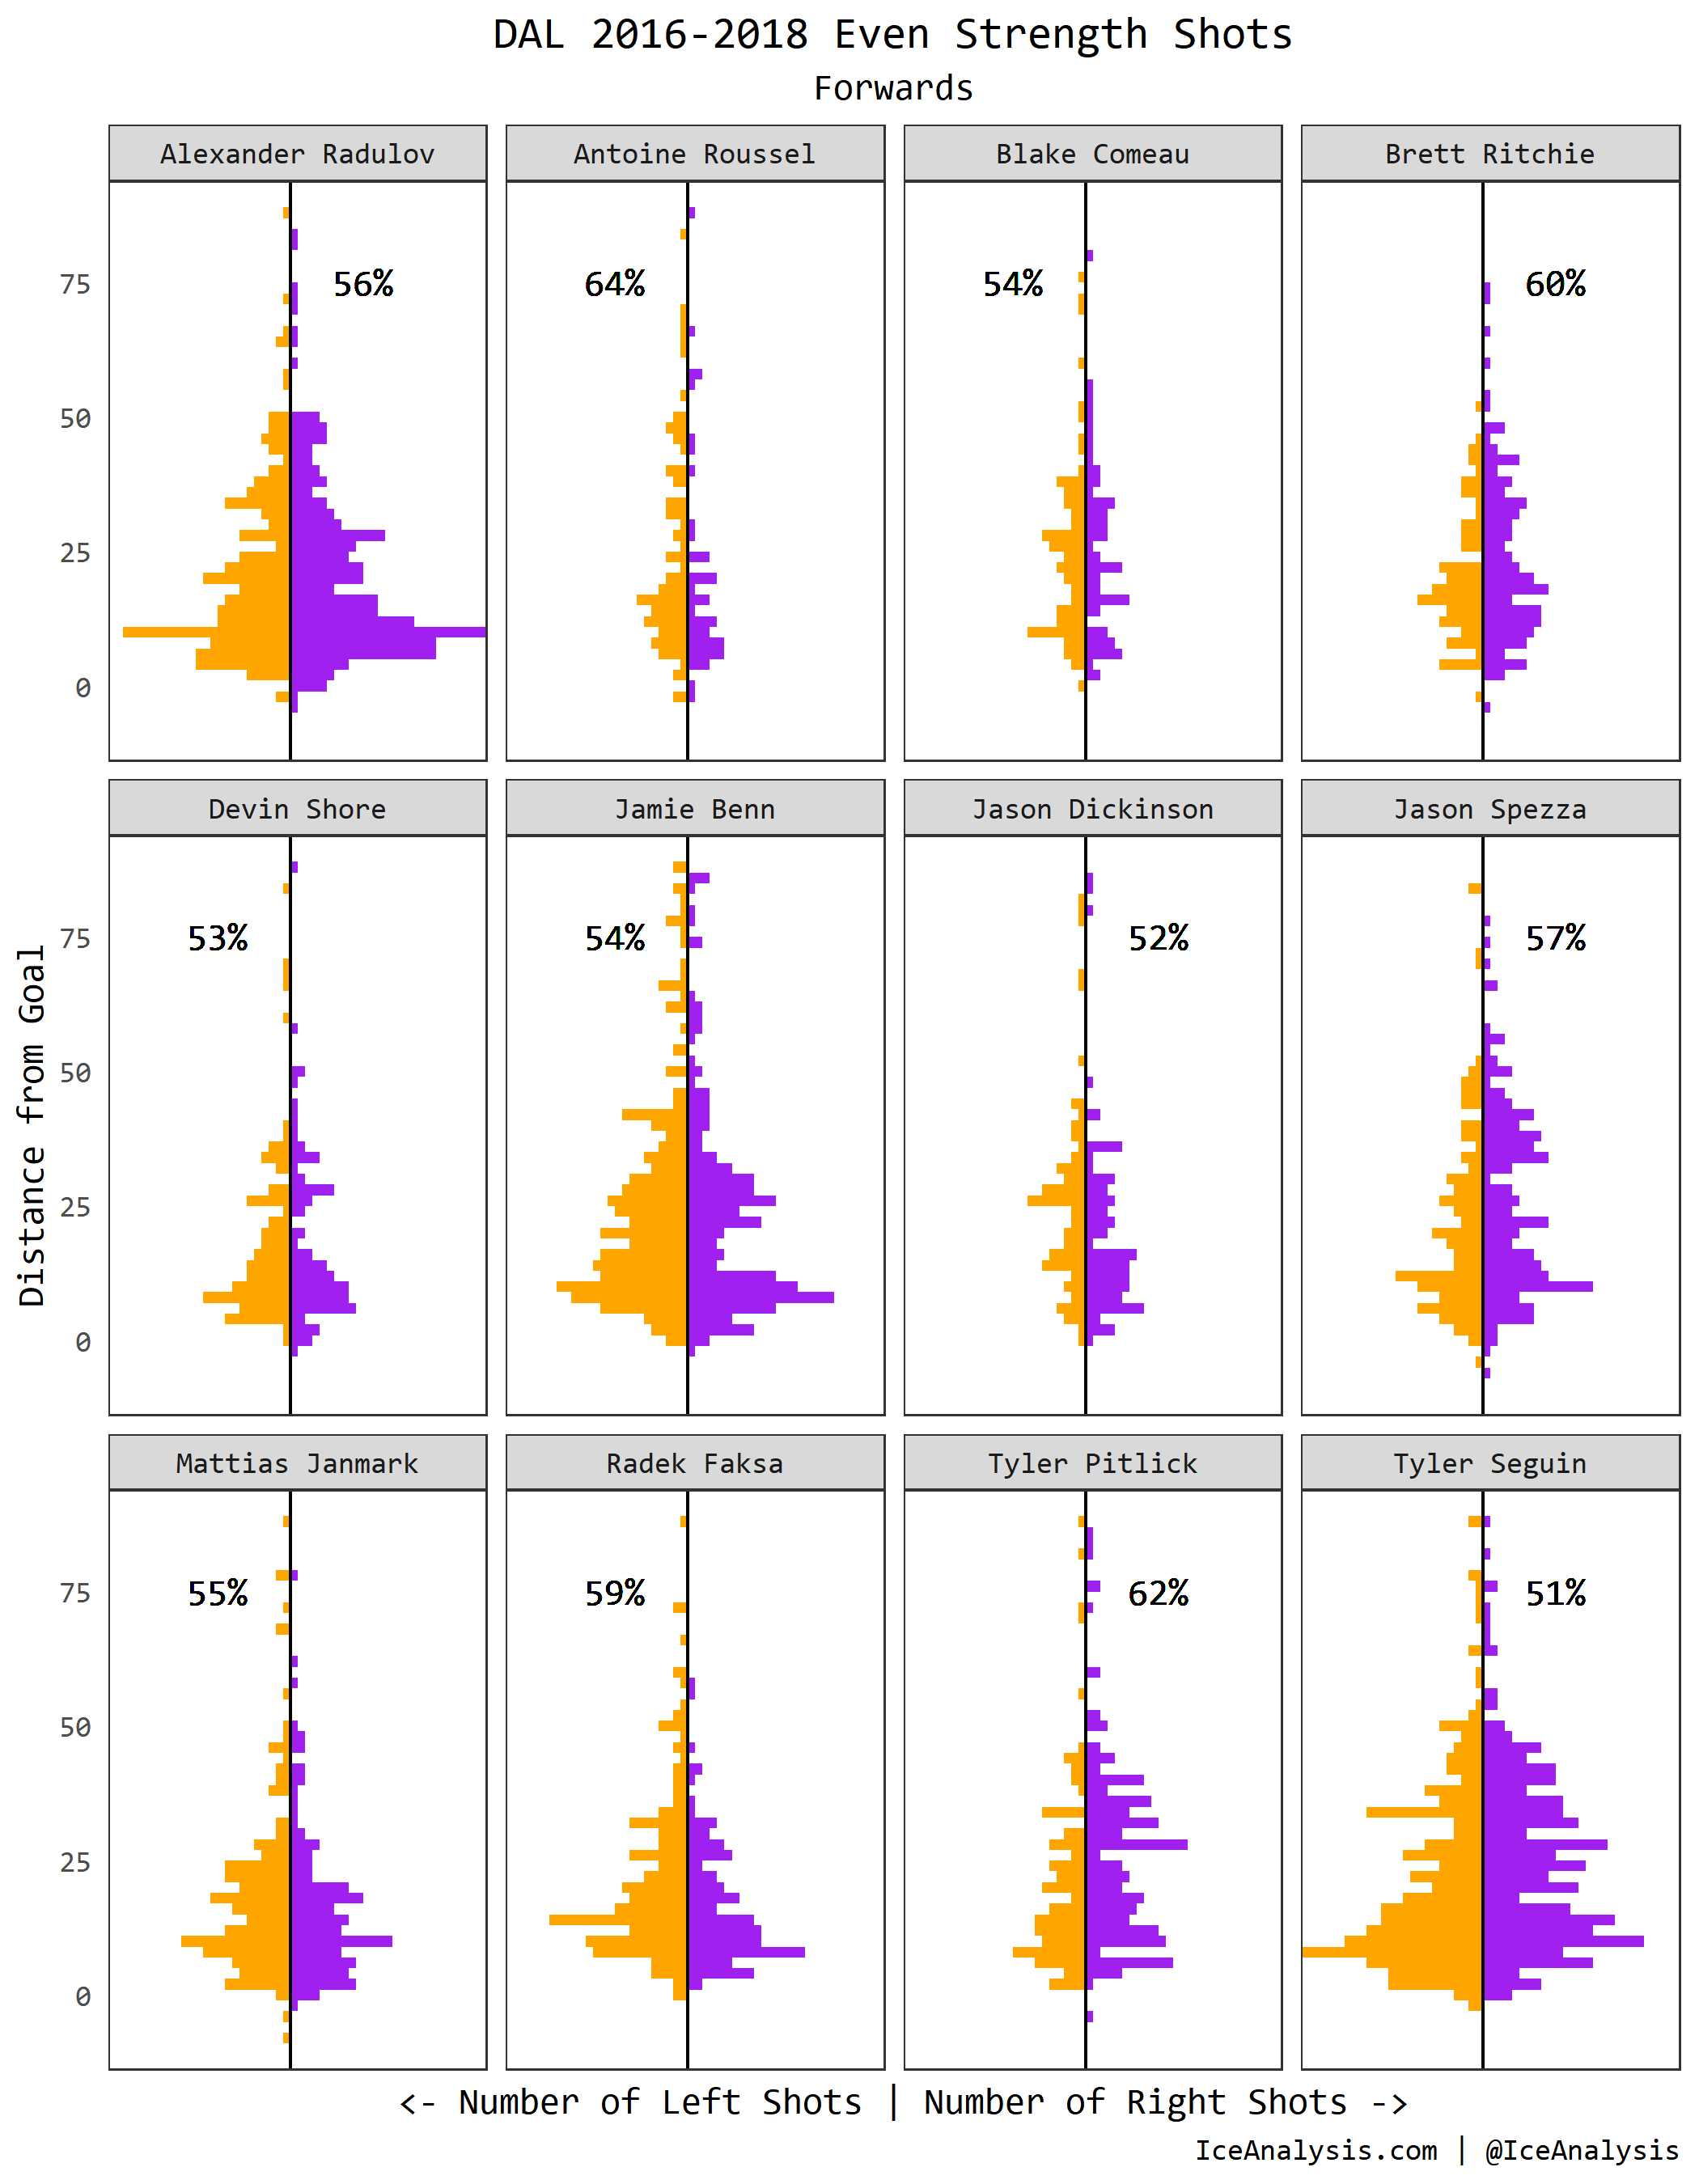 DAL 2016-2018 Even Strength Shots
Forwards
Alexander Radulov
Antoine Roussel
Blake Comeau
Brett Ritchie
75
50
25
0
56%
64%
54%
60%
Devin Shore
Jamie Benn
Jason Dickinson
Jason Spezza
75
50
25
0
53%
54%
52%
57%
Distance from Goal
Mattias Janmark
Radek Faksa
Tyler Pitlick
Tyler Seguin
75
50
25
0
55%
59%
62%
51%
<- Number of Left Shots | Number of Right Shots ->
IceAnalysis.com | @IceAnalysis